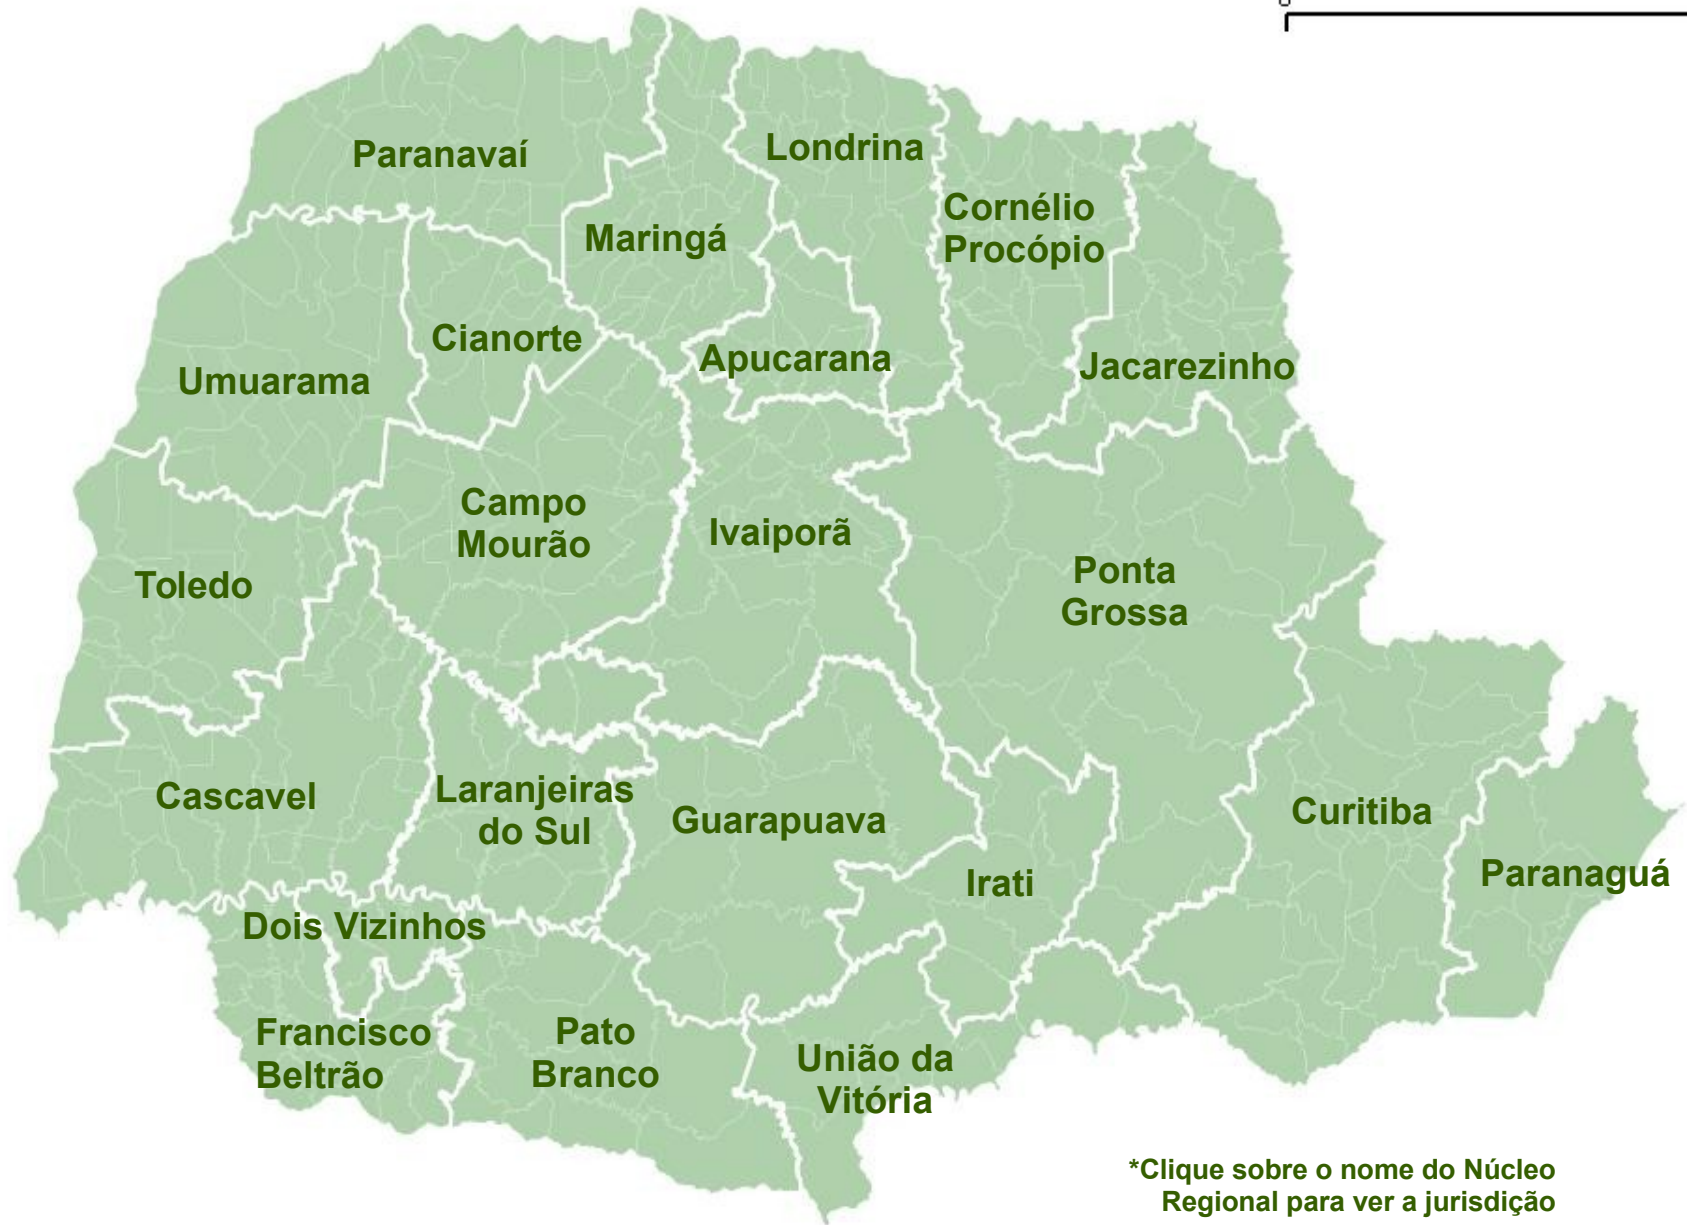 Paranavaí
Londrina
Cornélio
Procópio
Maringá
Cianorte
Apucarana
Jacarezinho
Umuarama
Campo
Mourão
Ivaiporã
Toledo
Ponta
Grossa
Cascavel
Laranjeiras
do Sul
Guarapuava
Curitiba
Irati
Paranaguá
Dois Vizinhos
Francisco
Beltrão
Pato
Branco
União da
Vitória
*Clique sobre o nome do Núcleo
Regional para ver a jurisdição